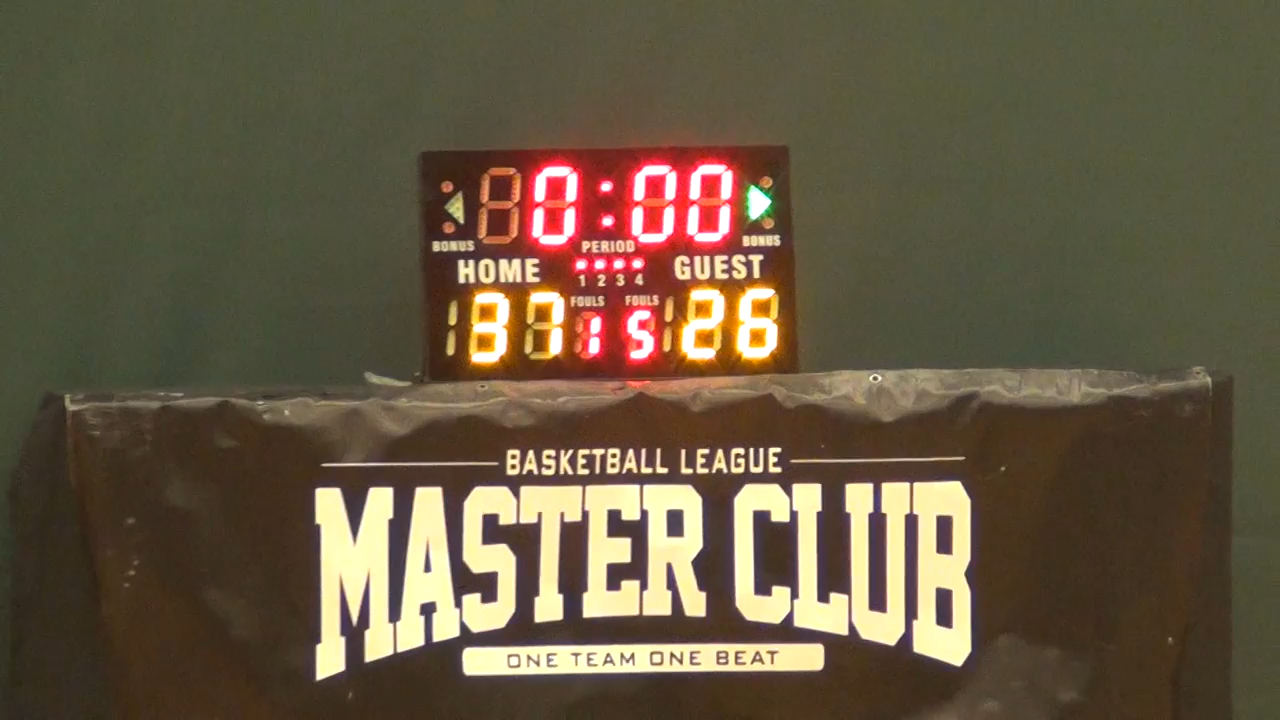 0:00
BONUS PERIOD BONUS
HOME 1 2 3 4 GUEST
FOULS FOULS
37 1 5 26
BASKETBALL LEAGUE
MASTER CLUB
ONE TEAM ONE BEAT